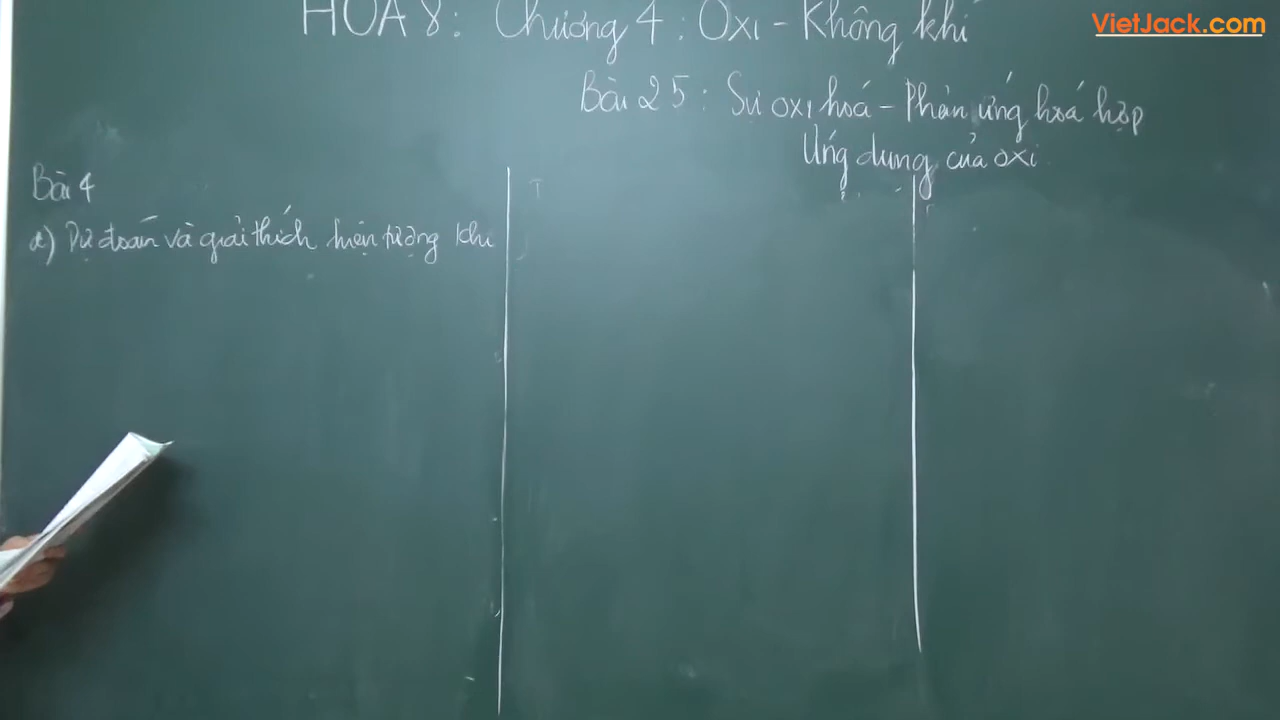 VietJack.com
HOÁ 8: Chương 4: Oxi - Không khí
Bài 25: Sự oxi hoá - Phản ứng hoá hợp
Ứng dụng của oxi
Bài 4
a) Dự đoán và giải thích hiện tượng khi